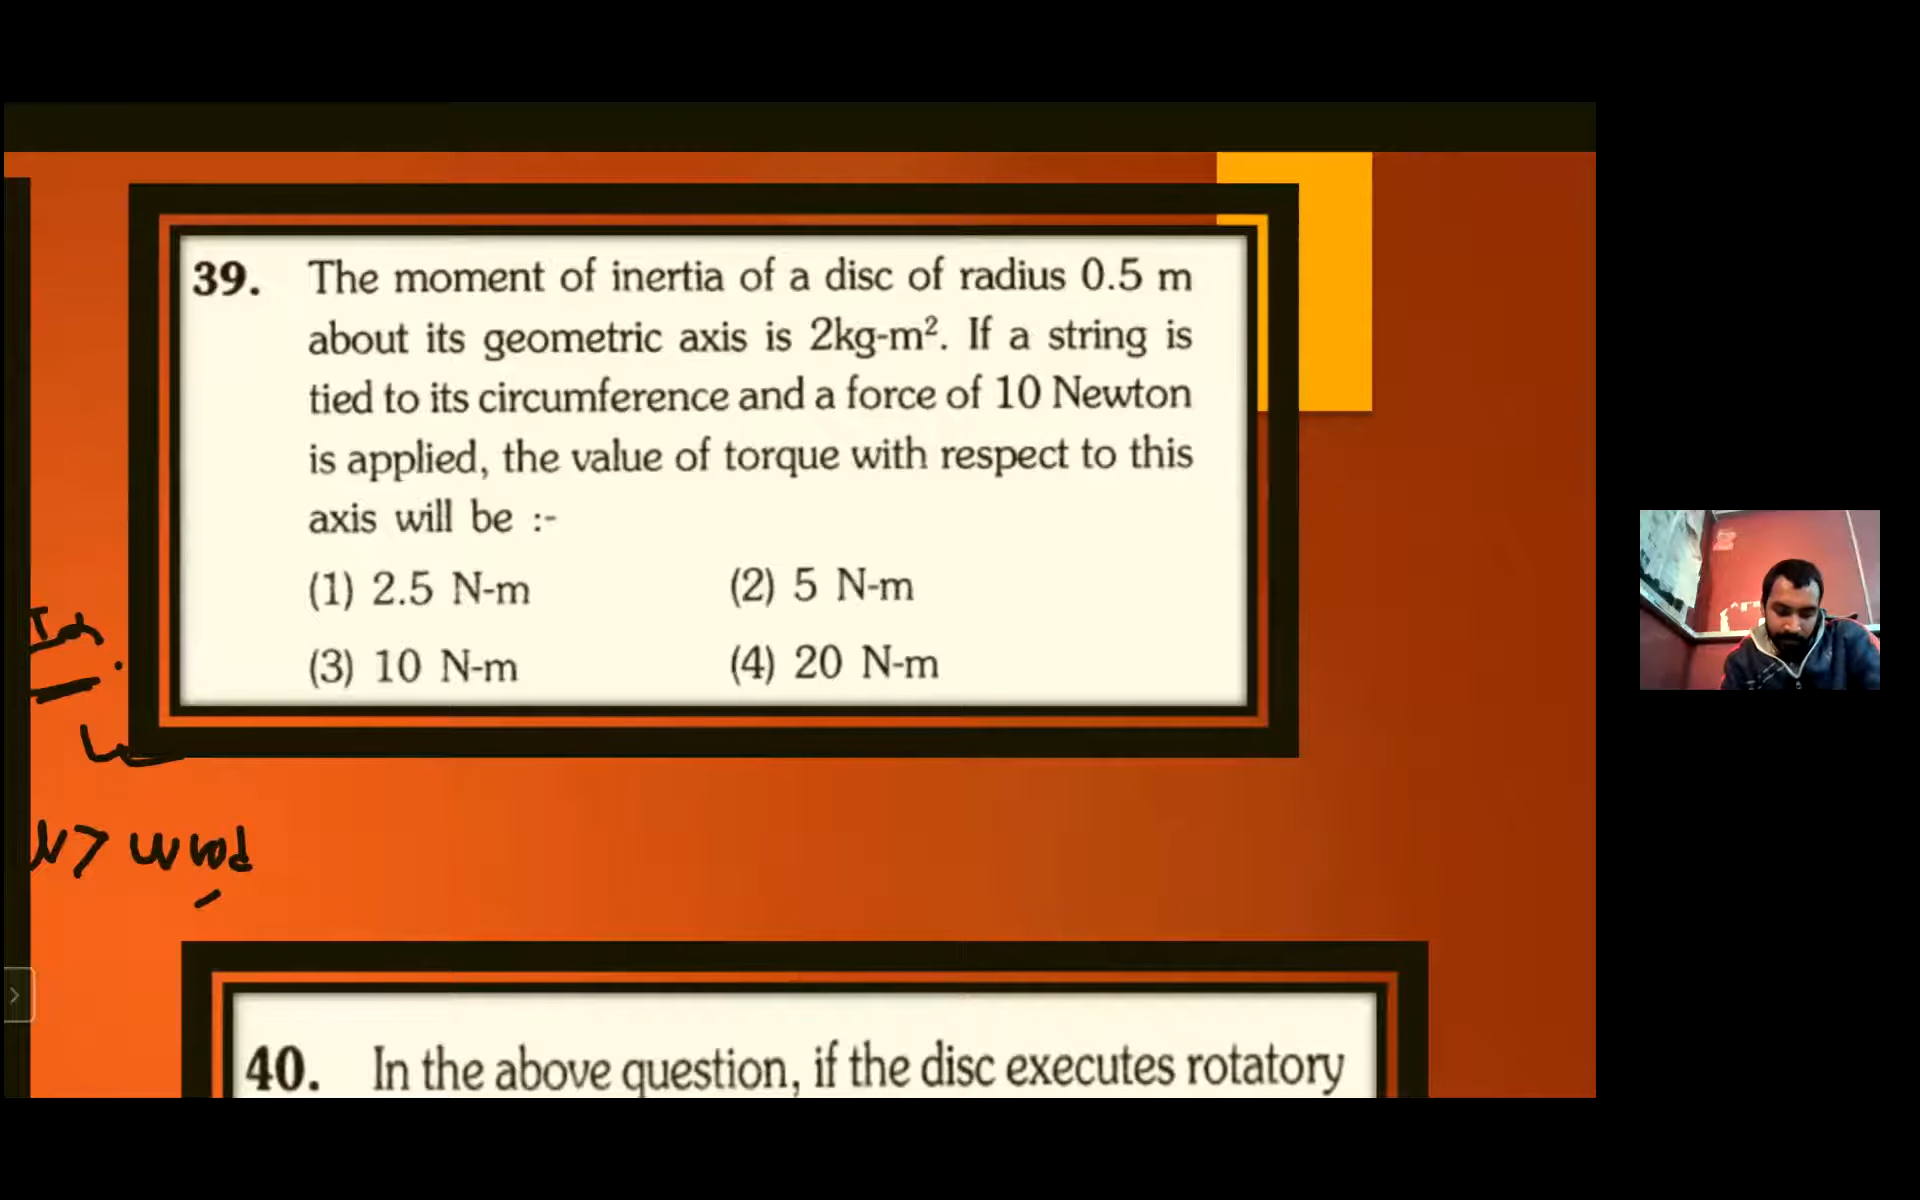 39. The moment of inertia of a disc of radius 0.5 m
about its geometric axis is 2kg-m². If a string is
tied to its circumference and a force of 10 Newton
is applied, the value of torque with respect to this
axis will be :-
(1) 2.5 N-m (2) 5 N-m
(3) 10 N-m (4) 20 N-m
40. In the above question, if the disc executes rotatory